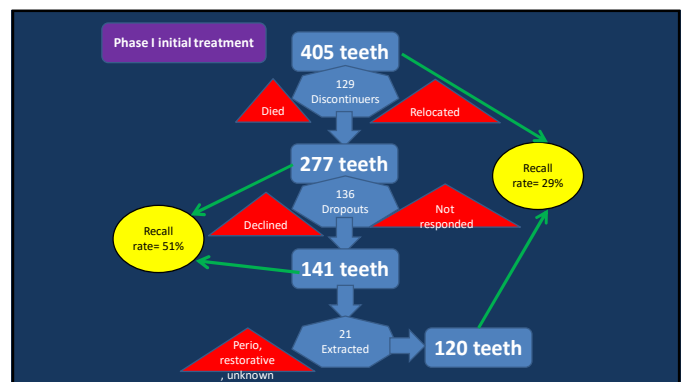 Phase I initial treatment
405 teeth
129
Discontinuers
Died
Relocated
277 teeth
Recall
rate= 29%
136
Dropouts
Declined
Not
responded
Recall
rate= 51%
141 teeth
21
Extracted
Perio,
restorative
, unknown
120 teeth